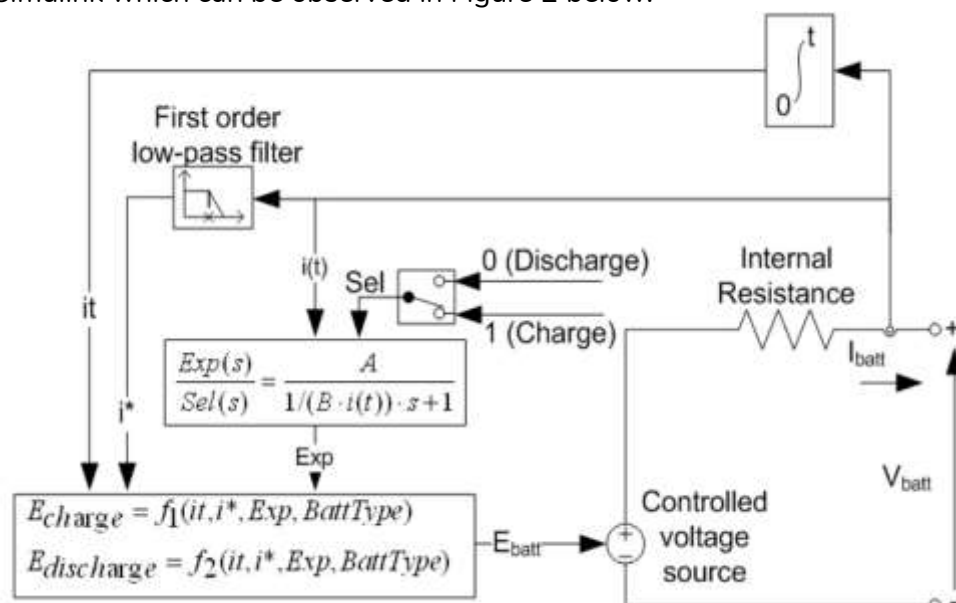 Simulink which can be observed in Figure 2 below.
t
0
First order
low-pass filter
i(t)
Sel
0 (Discharge)
1 (Charge)
Internal
Resistance
+
I_batt
it
i*
Exp(s)/Sel(s) = A/(1/(B·i(t))·s+1)
Exp
E_charge = f_1(it, i*, Exp, BattType)
E_discharge = f_2(it, i*, Exp, BattType)
E_batt
+
−
Controlled
voltage
source
V_batt
-